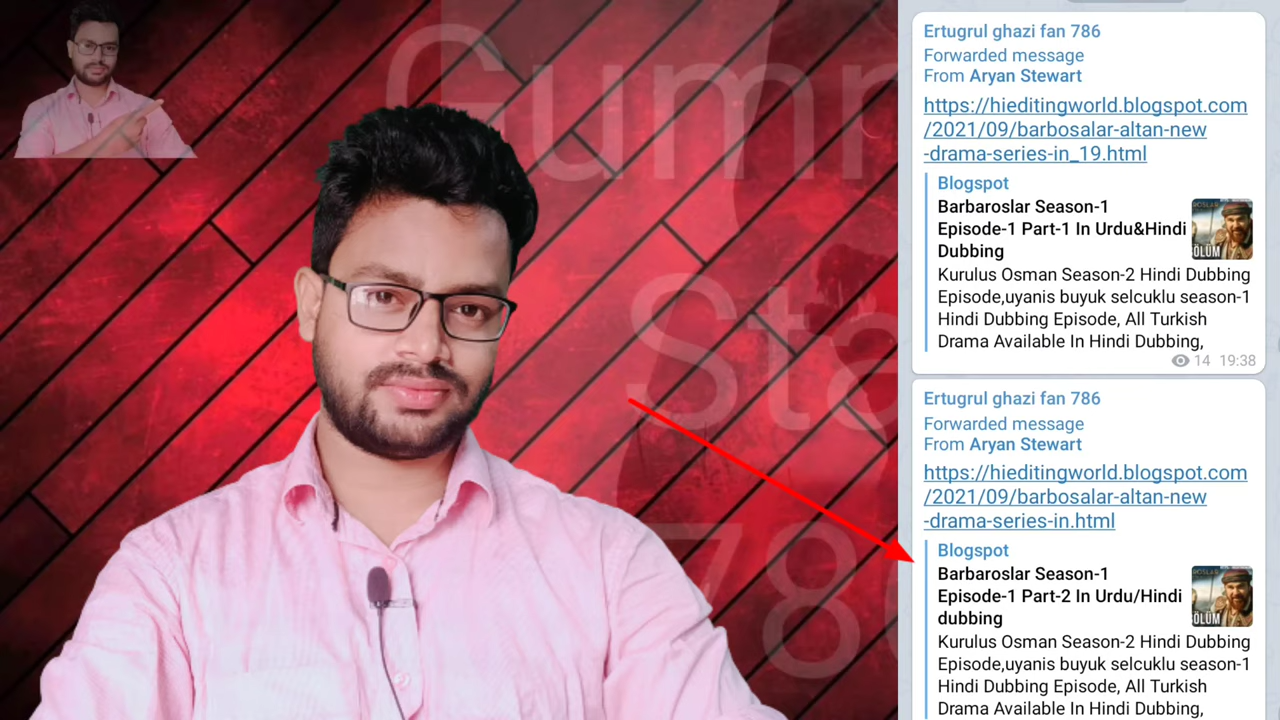 Gumn
Sta
786
Ertugrul ghazi fan 786
Forwarded message
From Aryan Stewart
https://hieditingworld.blogspot.com
/2021/09/barbosalar-altan-new
-drama-series-in_19.html
Blogspot
Barbaroslar Season-1
Episode-1 Part-1 In Urdu&Hindi
Dubbing
Kurulus Osman Season-2 Hindi Dubbing
Episode,uyanis buyuk selcuklu season-1
Hindi Dubbing Episode, All Turkish
Drama Available In Hindi Dubbing,
14 19:38
Ertugrul ghazi fan 786
Forwarded message
From Aryan Stewart
https://hieditingworld.blogspot.com
/2021/09/barbosalar-altan-new
-drama-series-in.html
Blogspot
Barbaroslar Season-1
Episode-1 Part-2 In Urdu/Hindi
dubbing
Kurulus Osman Season-2 Hindi Dubbing
Episode,uyanis buyuk selcuklu season-1
Hindi Dubbing Episode, All Turkish
Drama Available In Hindi Dubbing,